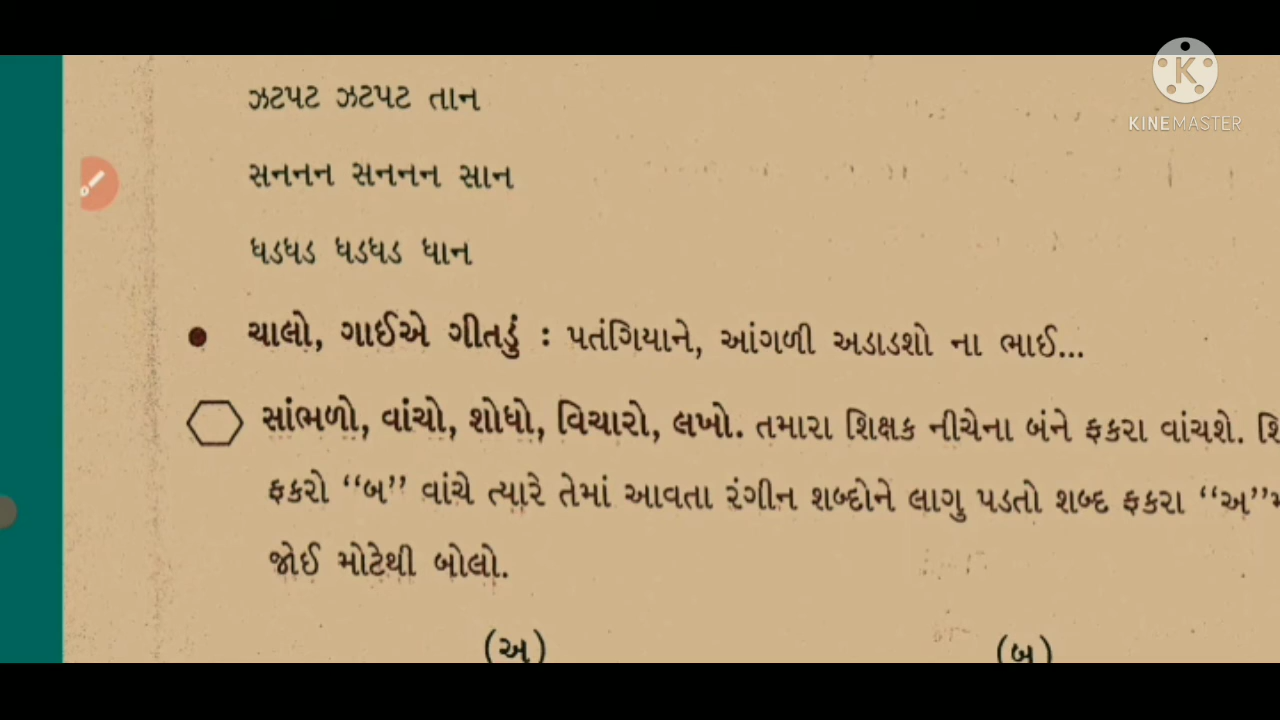 ઝટપટ ઝટપટ તાન
KINEMASTER
સનનન સનનન સાન
ધડધડ ધડધડ ધાન
ચાલો, ગાઈએ ગીતડું : પતંગિયાને, આંગળી અડાડશો ના ભાઈ...
સાંભળો, વાંચો, શોધો, વિચારો, લખો. તમારા શિક્ષક નીચેના બંને ફકરા વાંચશે.
ફકરો “બ” વાંચે ત્યારે તેમાં આવતા રંગીન શબ્દોને લાગુ પડતો શબ્દ ફકરા “અ”
જોઈ મોટેથી બોલો.
(અ) (બ)